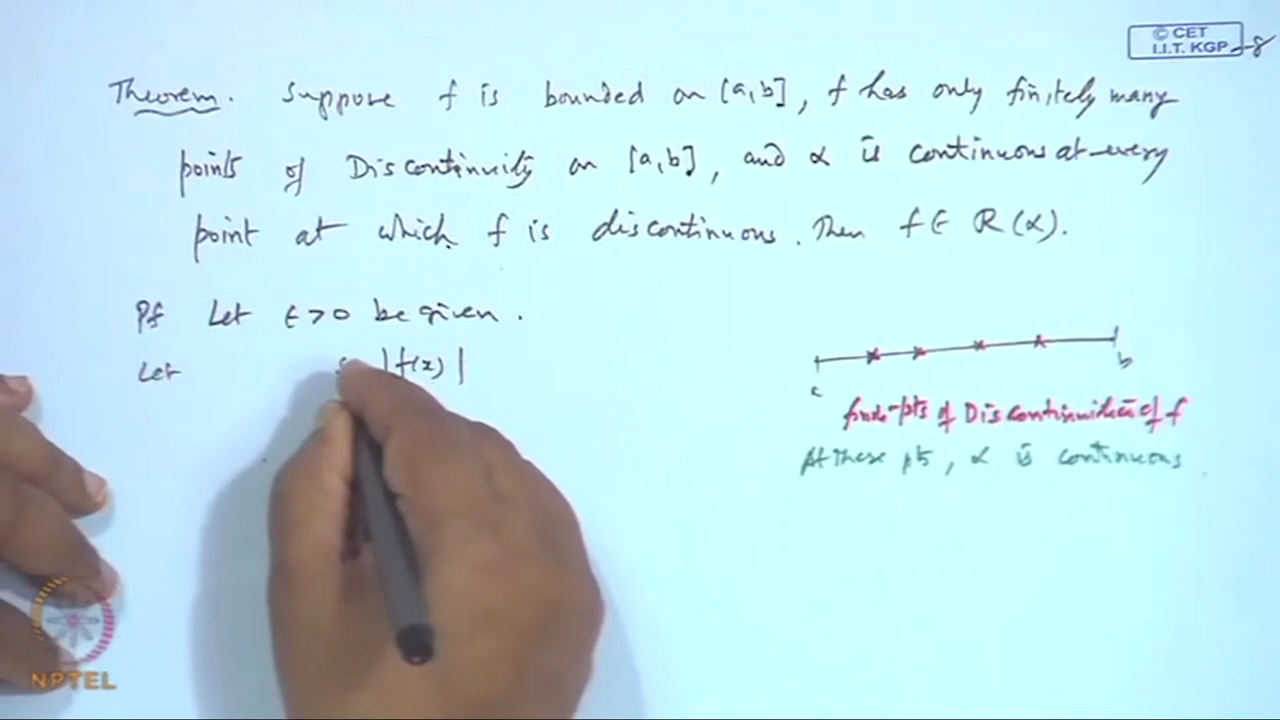 © CET
I.I.T. KGP
Theorem. Suppose f is bounded on [a,b], f has only finitely many
points of Discontinuity on [a,b], and α is continuous at every
point at which f is discontinuous. Then f ∈ R(α).
Pf Let ε > 0 be given.
Let |f(x)|
a b
pts of Discontinuities of f
At these pts, α is continuous
NPTEL